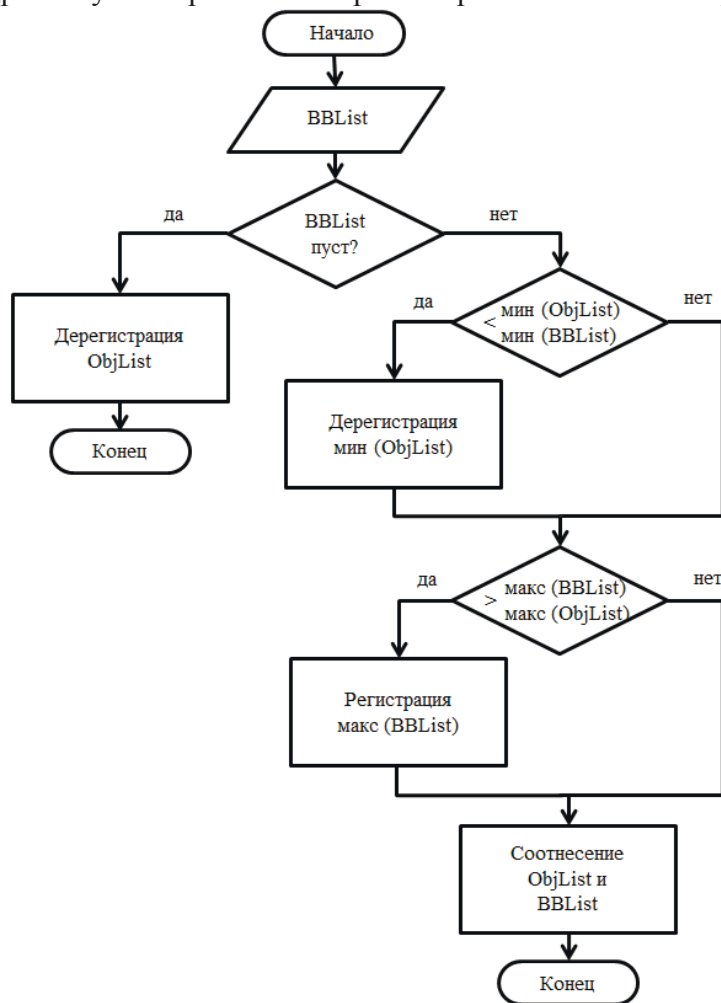 Начало
BBList
BBList
пуст?
да
нет
Дерегистрация
ObjList
Конец
< мин (ObjList)
мин (BBList)
да
нет
Дерегистрация
мин (ObjList)
> макс (BBList)
макс (ObjList)
да
нет
Регистрация
макс (BBList)
Соотнесение
ObjList и
BBList
Конец